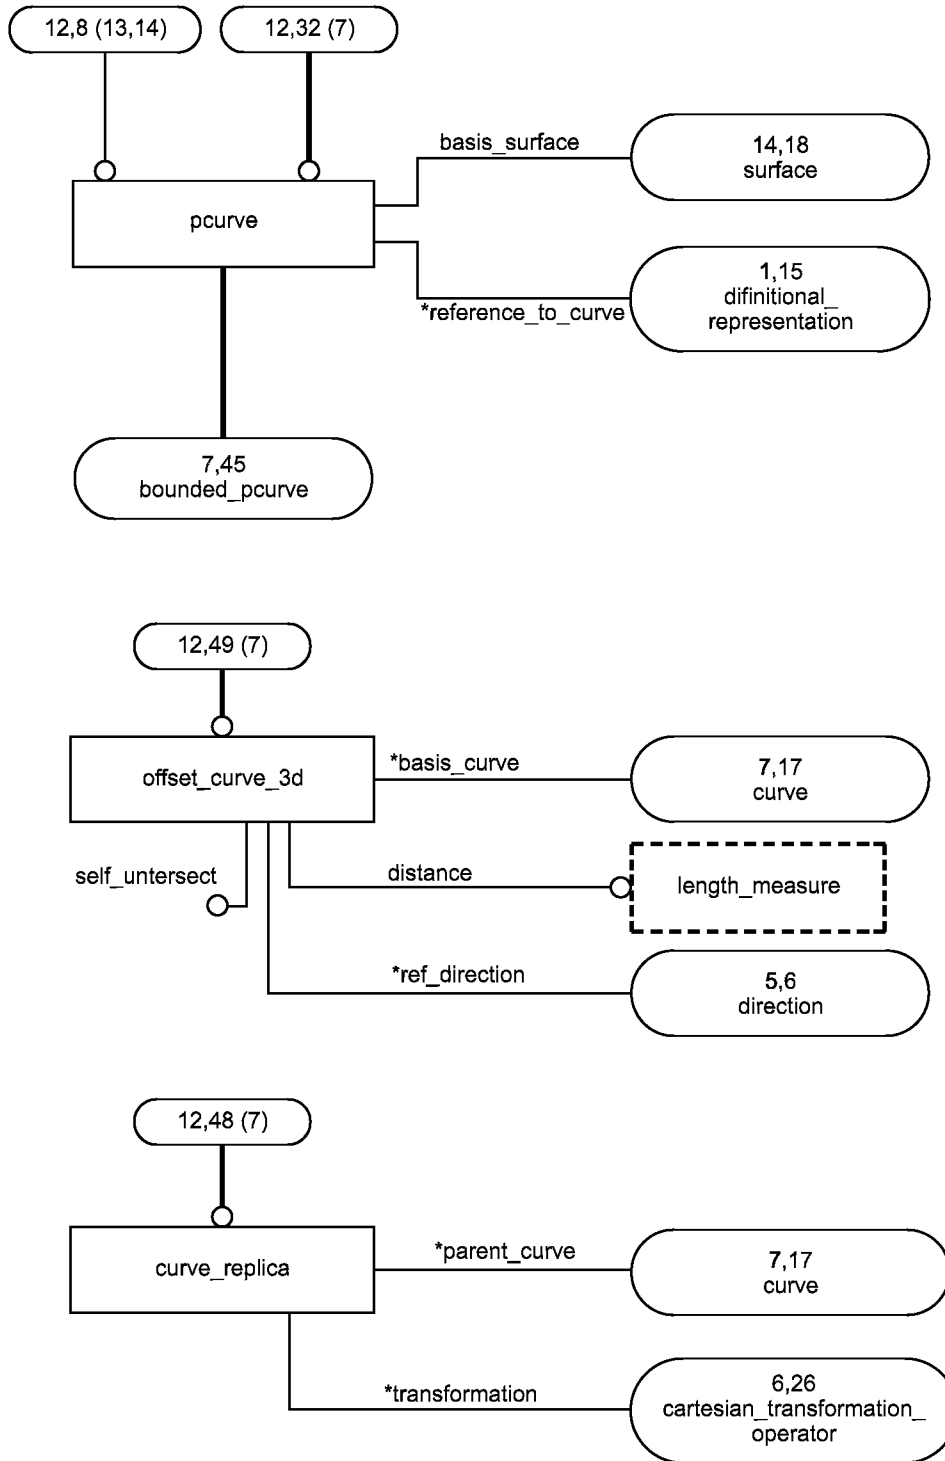 12,8 (13,14)
12,32 (7)
basis_surface
14,18
surface
pcurve
1,15
difinitional_
representation
*reference_to_curve
7,45
bounded_pcurve
12,49 (7)
offset_curve_3d
*basis_curve
7,17
curve
self_untersect
distance
length_measure
*ref_direction
5,6
direction
12,48 (7)
curve_replica
*parent_curve
7,17
curve
*transformation
6,26
cartesian_transformation_
operator